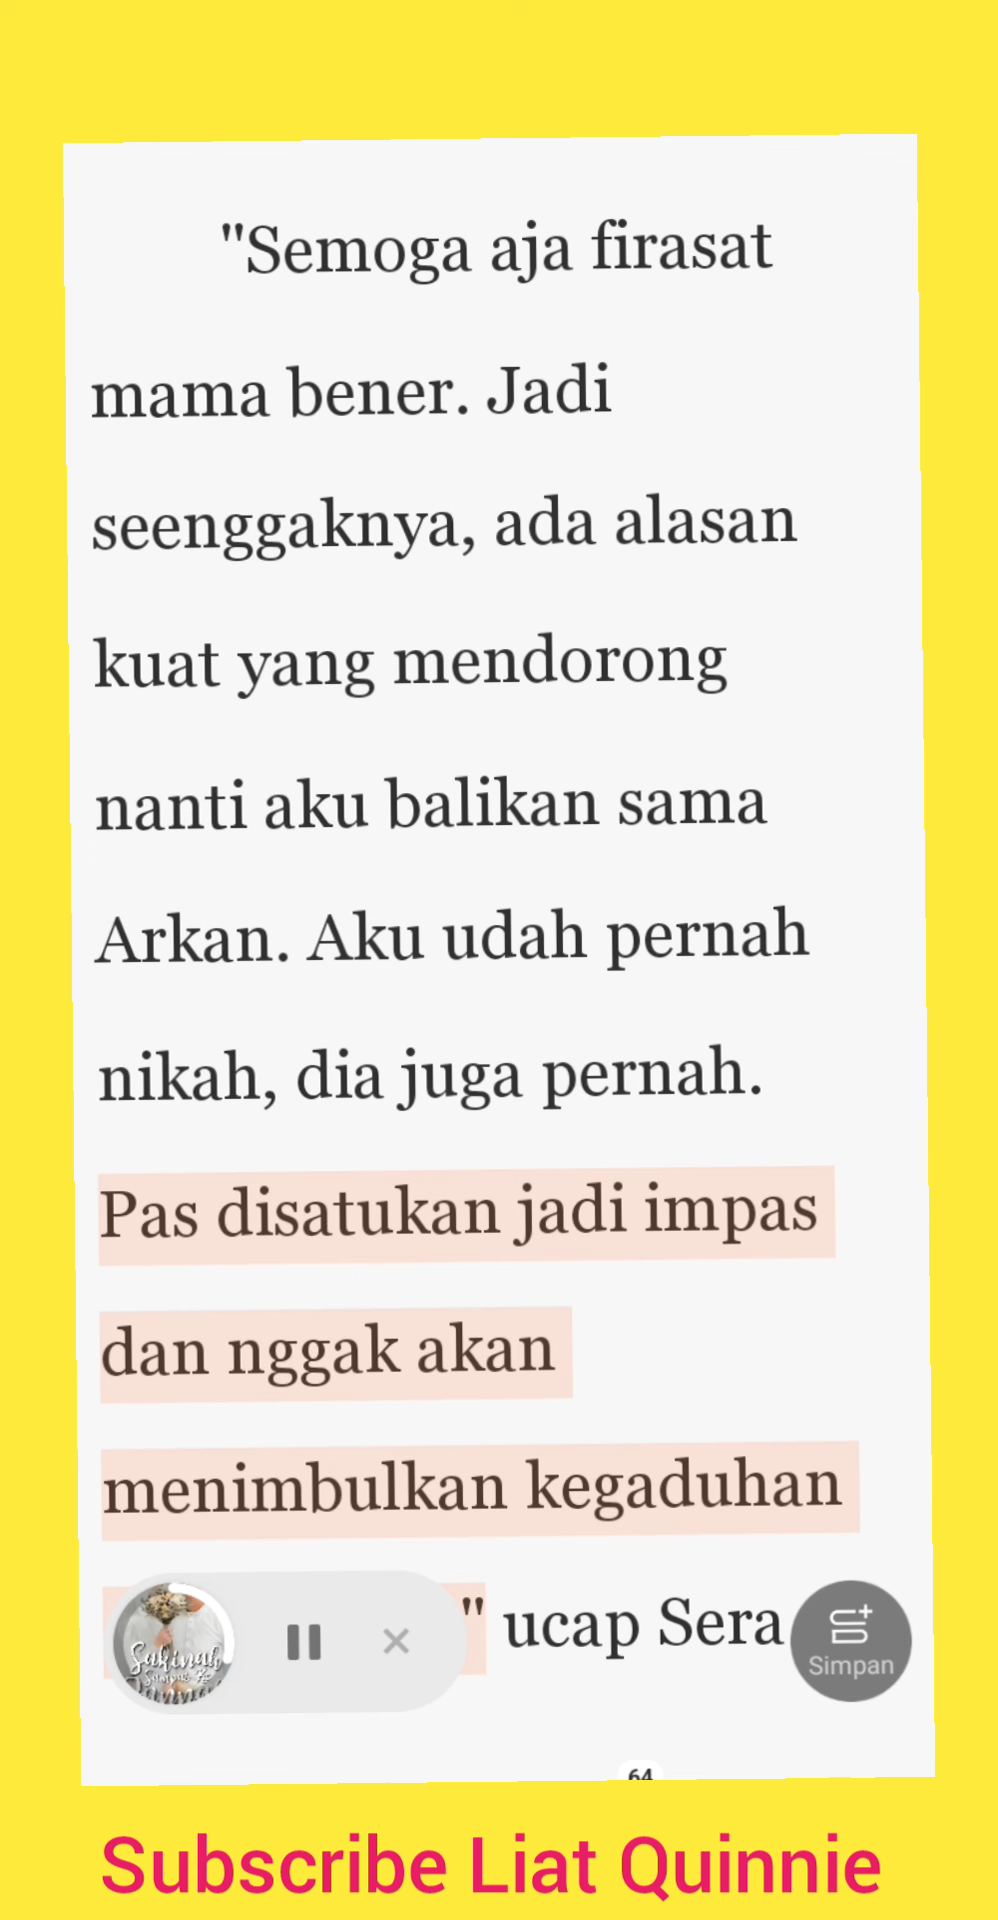 "Semoga aja firasat
mama bener. Jadi
seenggaknya, ada alasan
kuat yang mendorong
nanti aku balikan sama
Arkan. Aku udah pernah
nikah, dia juga pernah.
Pas disatukan jadi impas
dan nggak akan
menimbulkan kegaduhan
" ucap Sera
Sakinah
Simpan
64
Subscribe Liat Quinnie